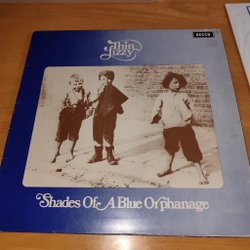 Thin
Lizzy
DECCA
Shades Of A Blue Orphanage